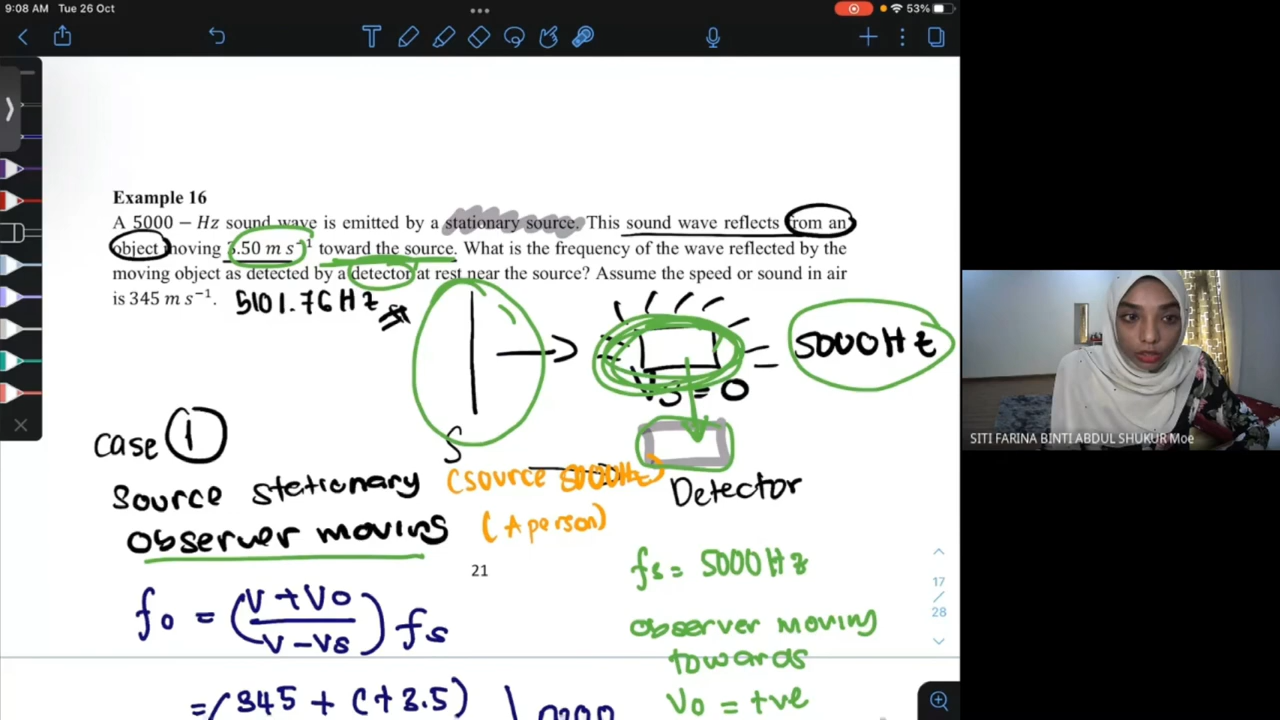 9:08 AM Tue 26 Oct
53%
Example 16
A 5000 − Hz sound wave is emitted by a stationary source. This sound wave reflects from an
object moving 3.50 m s⁻¹ toward the source. What is the frequency of the wave reflected by the
moving object as detected by a detector at rest near the source? Assume the speed or sound in air
is 345 m s⁻¹. 5101.76 Hz
5000Hz
Vs = 0
S
Case 1
Source stationary (source 5000Hz)
Detector
observer moving (A person)
21
fs = 5000Hz
fo = (V + Vo / V − Vs) fs
observer moving
towards
= (345 + (+3.5)
Vo = +ve
17
/
28
SITI FARINA BINTI ABDUL SHUKUR Moe